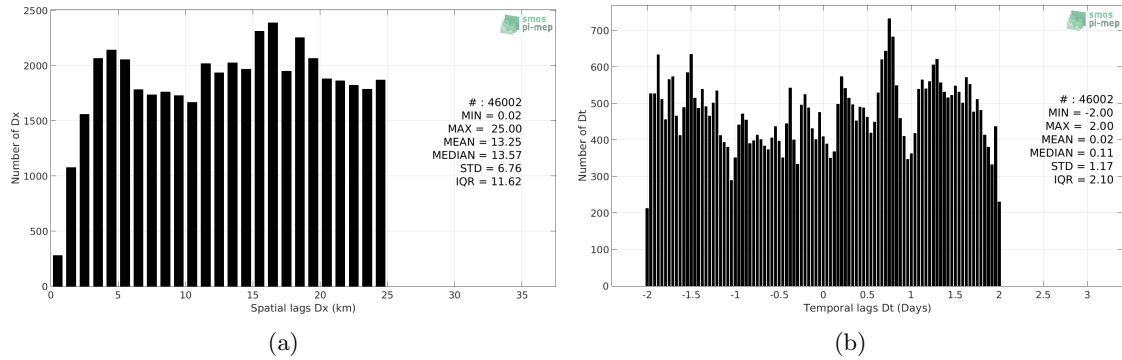 smos
pi-mep
2500
2000
1500
1000
500
0
Number of Dx
# : 46002
MIN = 0.02
MAX = 25.00
MEAN = 13.25
MEDIAN = 13.57
STD = 6.76
IQR = 11.62
0 5 10 15 20 25 30 35
Spatial lags Dx (km)
(a)
smos
pi-mep
700
600
500
400
300
200
100
0
Number of Dt
# : 46002
MIN = -2.00
MAX = 2.00
MEAN = 0.02
MEDIAN = 0.11
STD = 1.17
IQR = 2.10
-2 -1.5 -1 -0.5 0 0.5 1 1.5 2 2.5 3
Temporal lags Dt (Days)
(b)